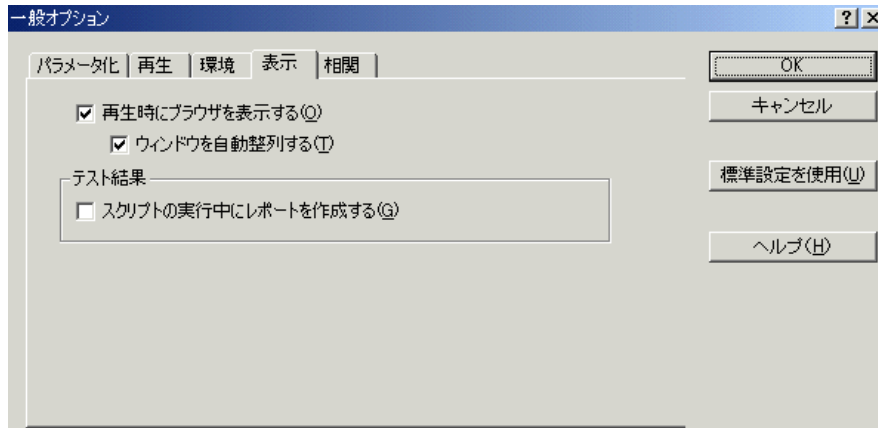 一般オプション
パラメータ化 再生 環境 表示 相関
再生時にブラウザを表示する(O)
ウィンドウを自動整列する(T)
テスト結果
スクリプトの実行中にレポートを作成する(G)
OK
キャンセル
標準設定を使用(U)
ヘルプ(H)